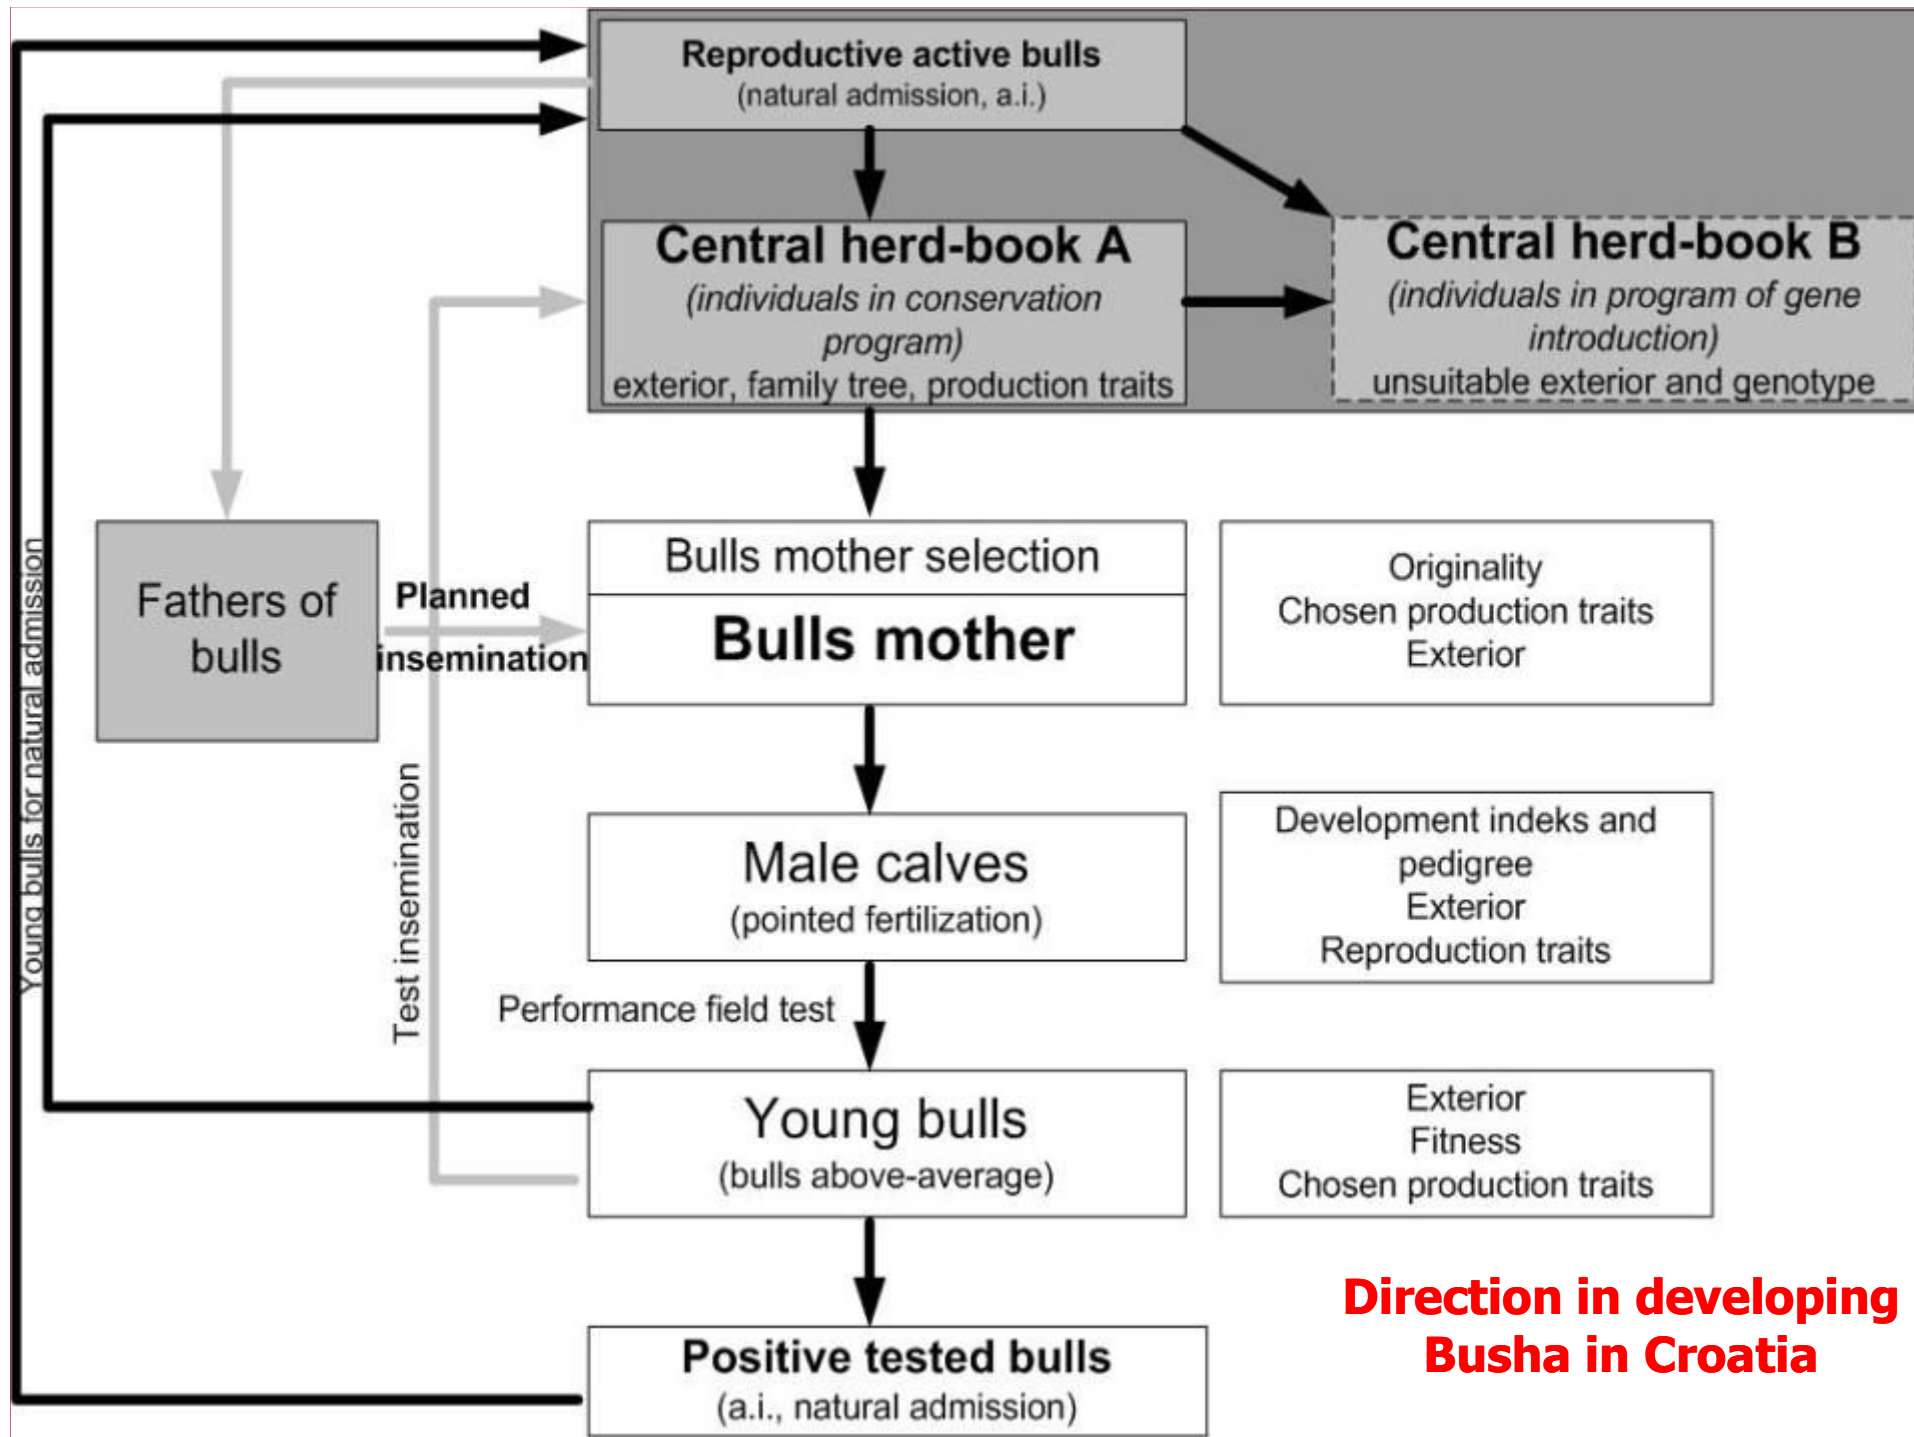 Reproductive active bulls
(natural admission, a.i.)
Central herd-book A
(individuals in conservation
program)
exterior, family tree, production traits
Central herd-book B
(individuals in program of gene
introduction)
unsuitable exterior and genotype
Young bulls for natural admission
Fathers of
bulls
Planned
insemination
Test insemination
Bulls mother selection
Bulls mother
Originality
Chosen production traits
Exterior
Male calves
(pointed fertilization)
Development indeks and
pedigree
Exterior
Reproduction traits
Performance field test
Young bulls
(bulls above-average)
Exterior
Fitness
Chosen production traits
Positive tested bulls
(a.i., natural admission)
Direction in developing
Busha in Croatia